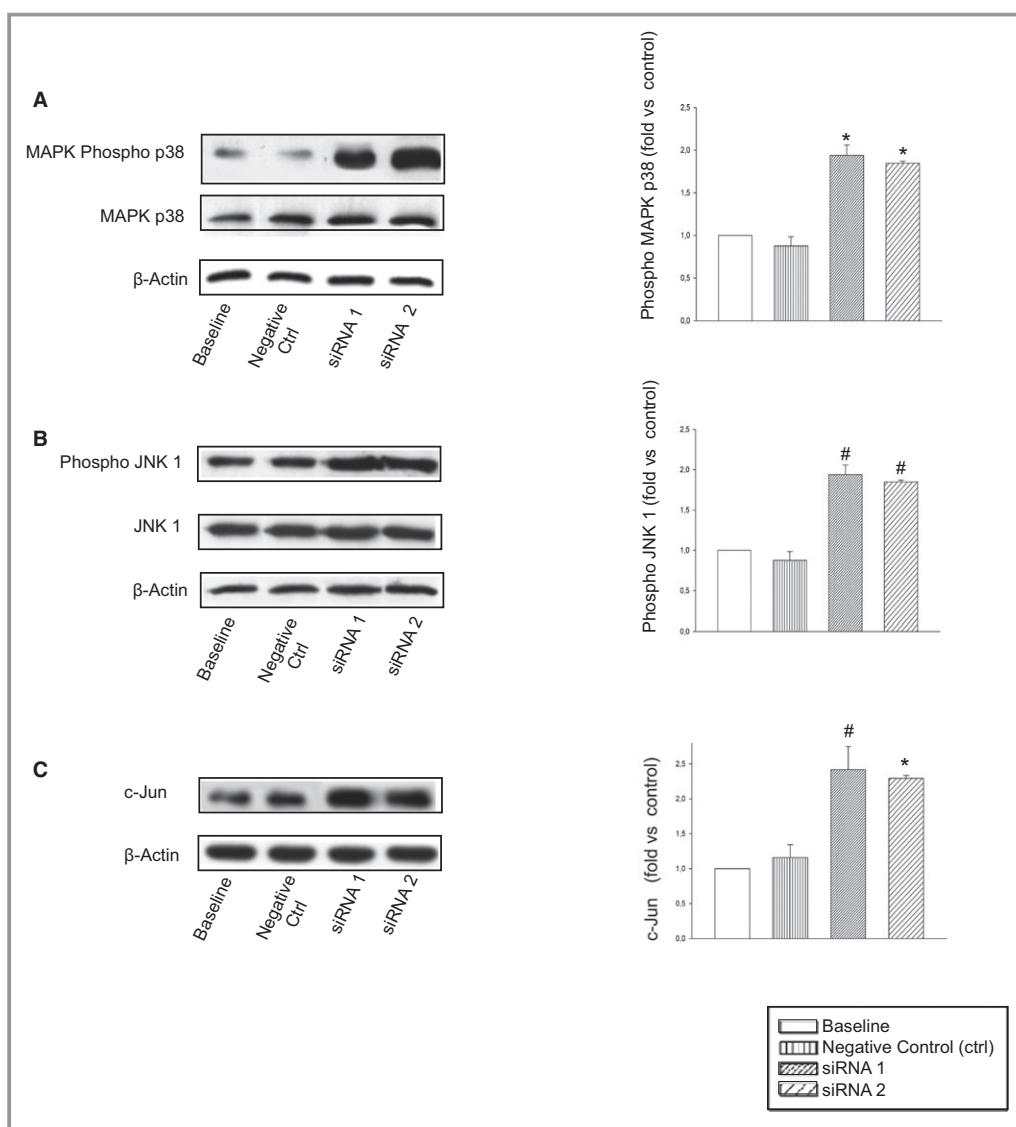 A
MAPK Phospho p38
MAPK p38
β-Actin
Baseline
Negative
Ctrl
siRNA 1
siRNA 2
Phospho MAPK p38 (fold vs control)
2,5
2,0
1,5
1,0
0,5
0,0
*
*
B
Phospho JNK 1
JNK 1
β-Actin
Baseline
Negative
Ctrl
siRNA 1
siRNA 2
Phospho JNK 1 (fold vs control)
2,5
2,0
1,5
1,0
0,5
0,0
#
#
C
c-Jun
β-Actin
Baseline
Negative
Ctrl
siRNA 1
siRNA 2
c-Jun (fold vs control)
2,5
2,0
1,5
1,0
0,5
0,0
#
*
Baseline
Negative Control (ctrl)
siRNA 1
siRNA 2